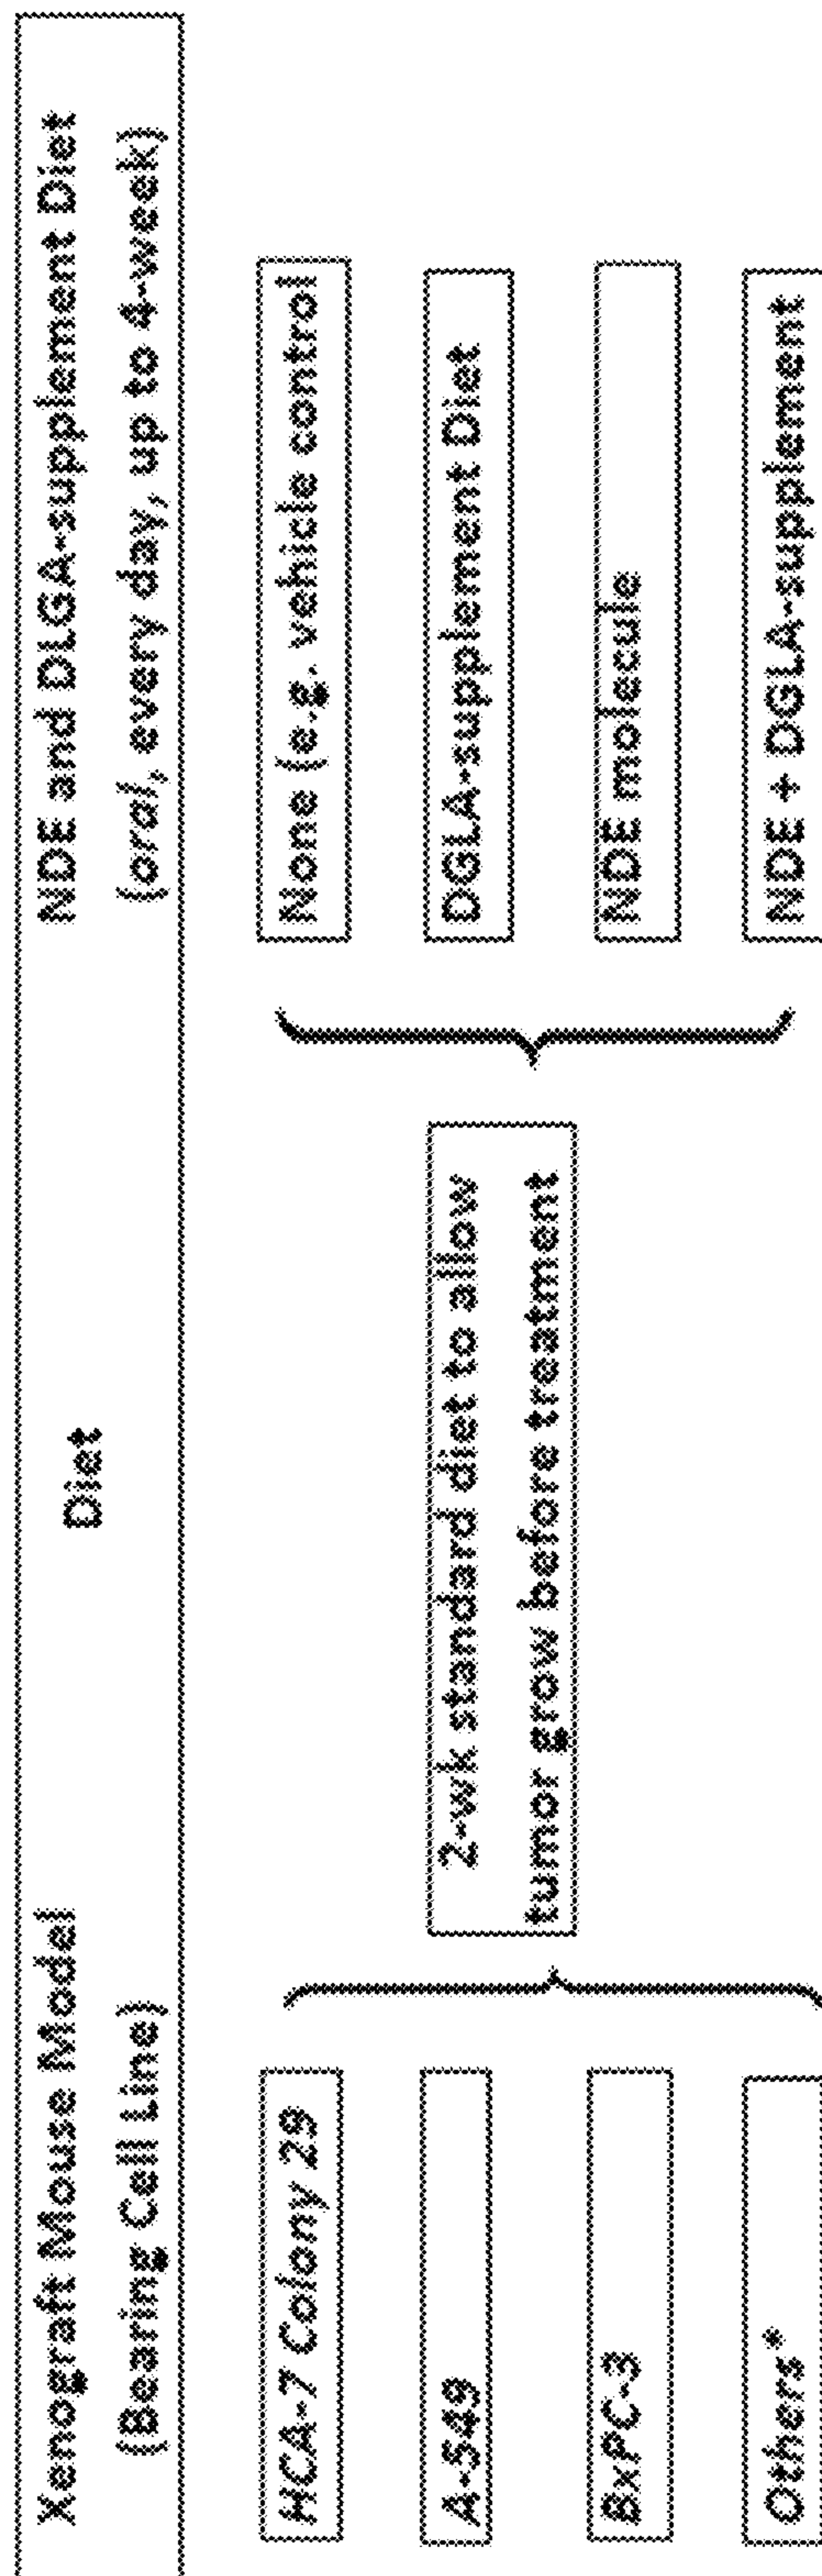 Xenograft Mouse Model
(Bearing Cell Line)
Diet
NDE and DLGA-supplement Diet
(oral, every day, up to 4-week)
HCA-7 Colony 29
A-549
BxPC-3
Others*
2-wk standard diet to allow
tumor grow before treatment
None (e.g. vehicle control
DGLA-supplement Diet
NDE molecule
NDE + DGLA-supplement